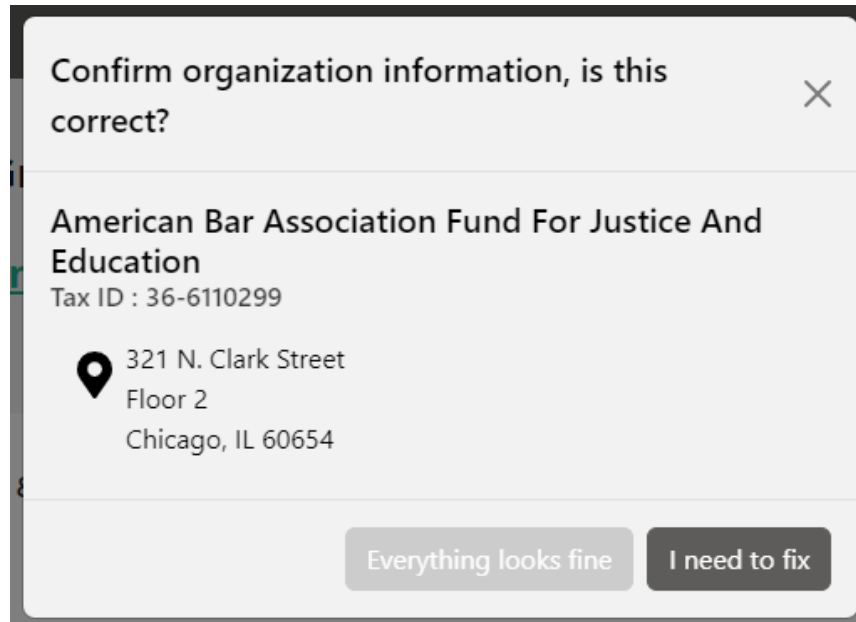 Confirm organization information, is this
correct?
American Bar Association Fund For Justice And
Education
Tax ID : 36-6110299
321 N. Clark Street
Floor 2
Chicago, IL 60654
Everything looks fine
I need to fix